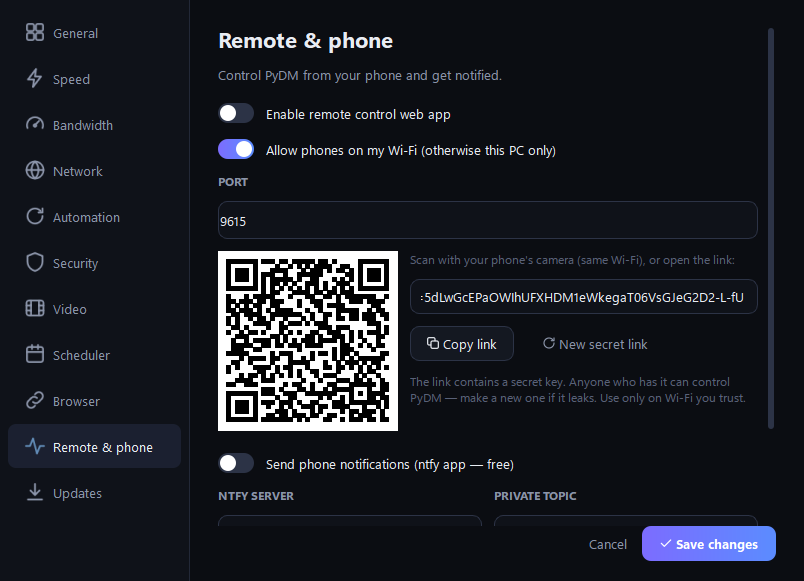 General
Speed
Bandwidth
Network
Automation
Security
Video
Scheduler
Browser
Remote & phone
Updates
Remote & phone
Control PyDM from your phone and get notified.
Enable remote control web app
Allow phones on my Wi-Fi (otherwise this PC only)
PORT
9615
Scan with your phone's camera (same Wi-Fi), or open the link:
:5dLwGcEPaOWIhUFXHDM1eWkegaT06VsGJeG2D2-L-fU
Copy link
New secret link
The link contains a secret key. Anyone who has it can control
PyDM — make a new one if it leaks. Use only on Wi-Fi you trust.
Send phone notifications (ntfy app — free)
NTFY SERVER
PRIVATE TOPIC
Cancel
Save changes